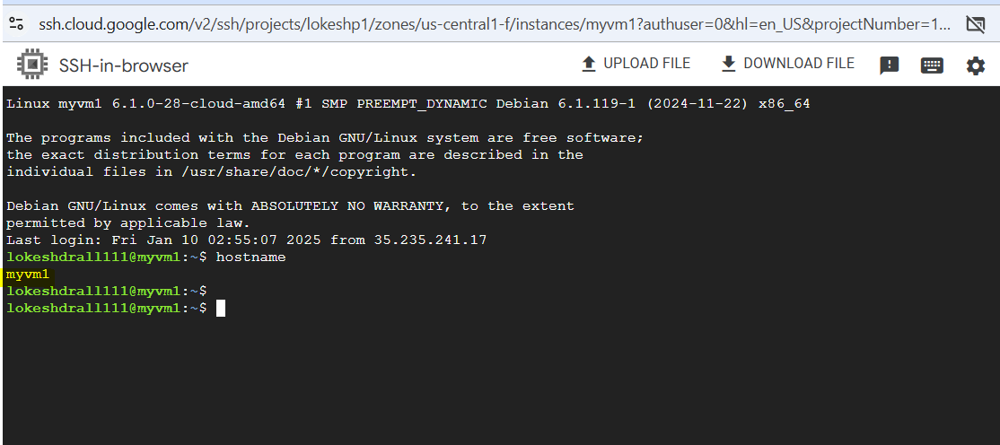 ssh.cloud.google.com/v2/ssh/projects/lokeshp1/zones/us-central1-f/instances/myvm1?authuser=0&hl=en_US&projectNumber=1...
SSH-in-browser
UPLOAD FILE
DOWNLOAD FILE
Linux myvm1 6.1.0-28-cloud-amd64 #1 SMP PREEMPT_DYNAMIC Debian 6.1.119-1 (2024-11-22) x86_64
The programs included with the Debian GNU/Linux system are free software;
the exact distribution terms for each program are described in the
individual files in /usr/share/doc/*/copyright.
Debian GNU/Linux comes with ABSOLUTELY NO WARRANTY, to the extent
permitted by applicable law.
Last login: Fri Jan 10 02:55:07 2025 from 35.235.241.17
lokeshdrall111@myvm1:~$ hostname
myvm1
lokeshdrall111@myvm1:~$
lokeshdrall111@myvm1:~$